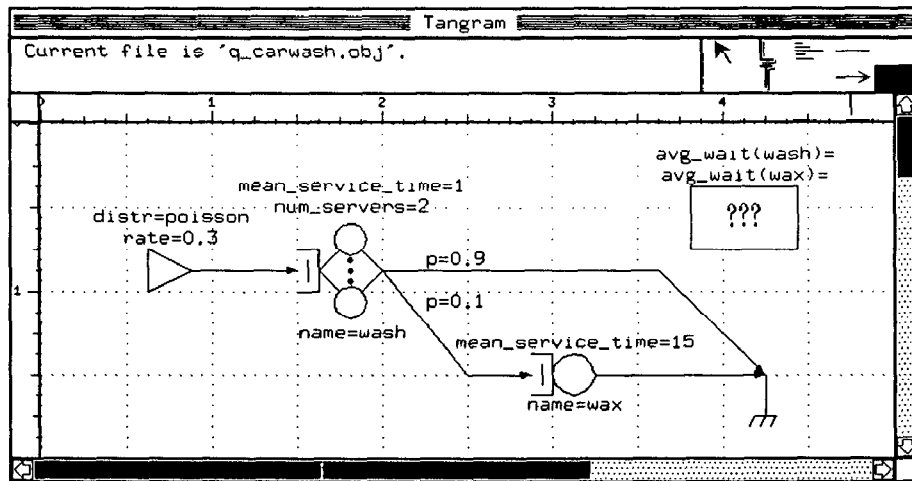 Tangram
Current file is ´q_carwash.obj´.
1 2 3 4
avg_wait(wash)=
avg_wait(wax)=
???
mean_service_time=1
num_servers=2
distr=poisson
rate=0.3
p=0.9
1
p=0.1
name=wash
mean_service_time=15
name=wax